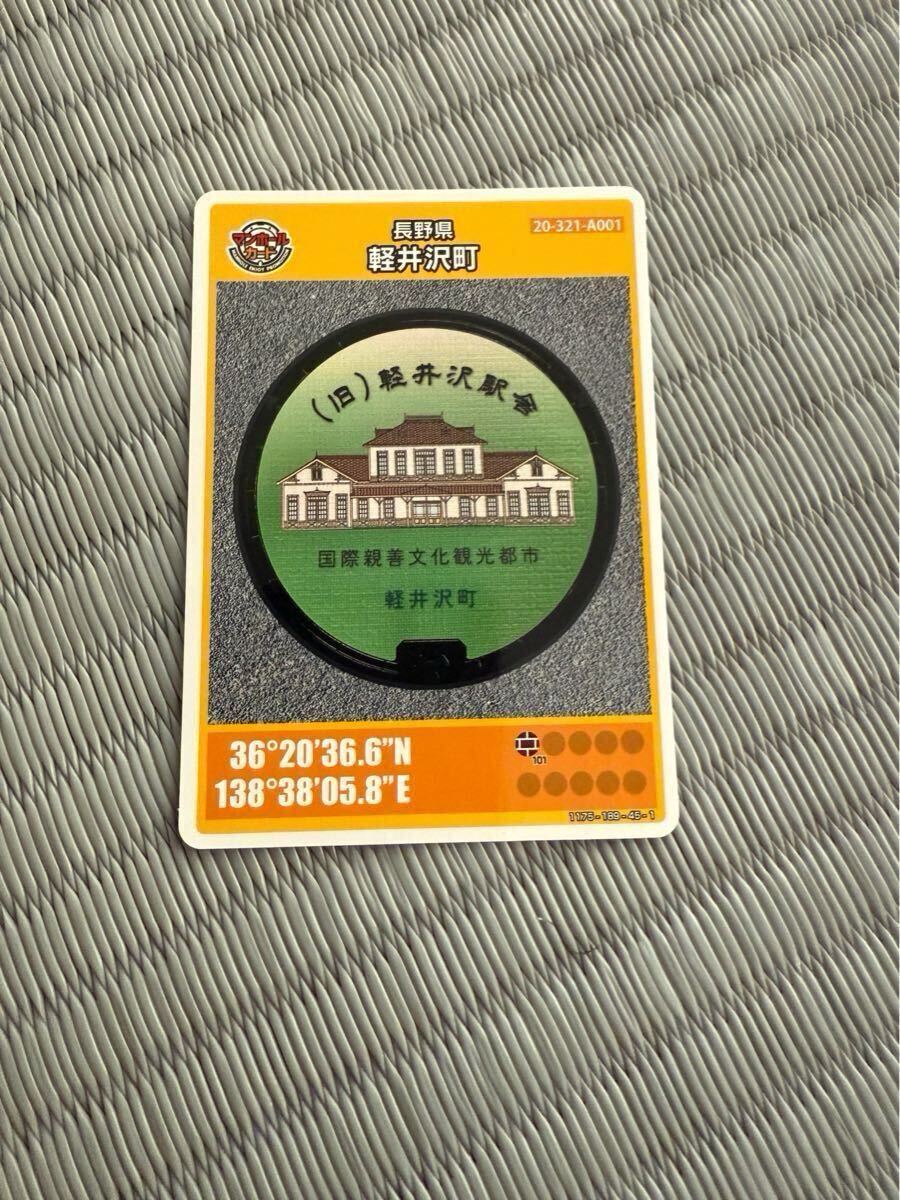 マンホール
カード
長野県
軽井沢町
20-321-A001
(旧)軽井沢駅舎
国際親善文化観光都市
軽井沢町
36°20'36.6"N
138°38'05.8"E
101
1175-189-45-1